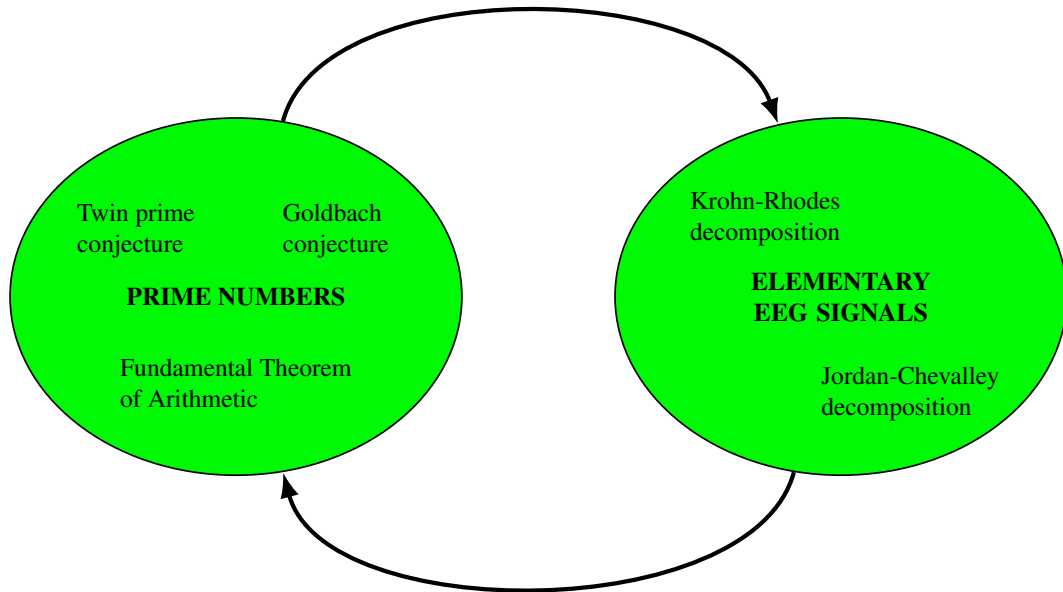 Twin prime
conjecture
Goldbach
conjecture
PRIME NUMBERS
Fundamental Theorem
of Arithmetic
Krohn-Rhodes
decomposition
ELEMENTARY
EEG SIGNALS
Jordan-Chevalley
decomposition